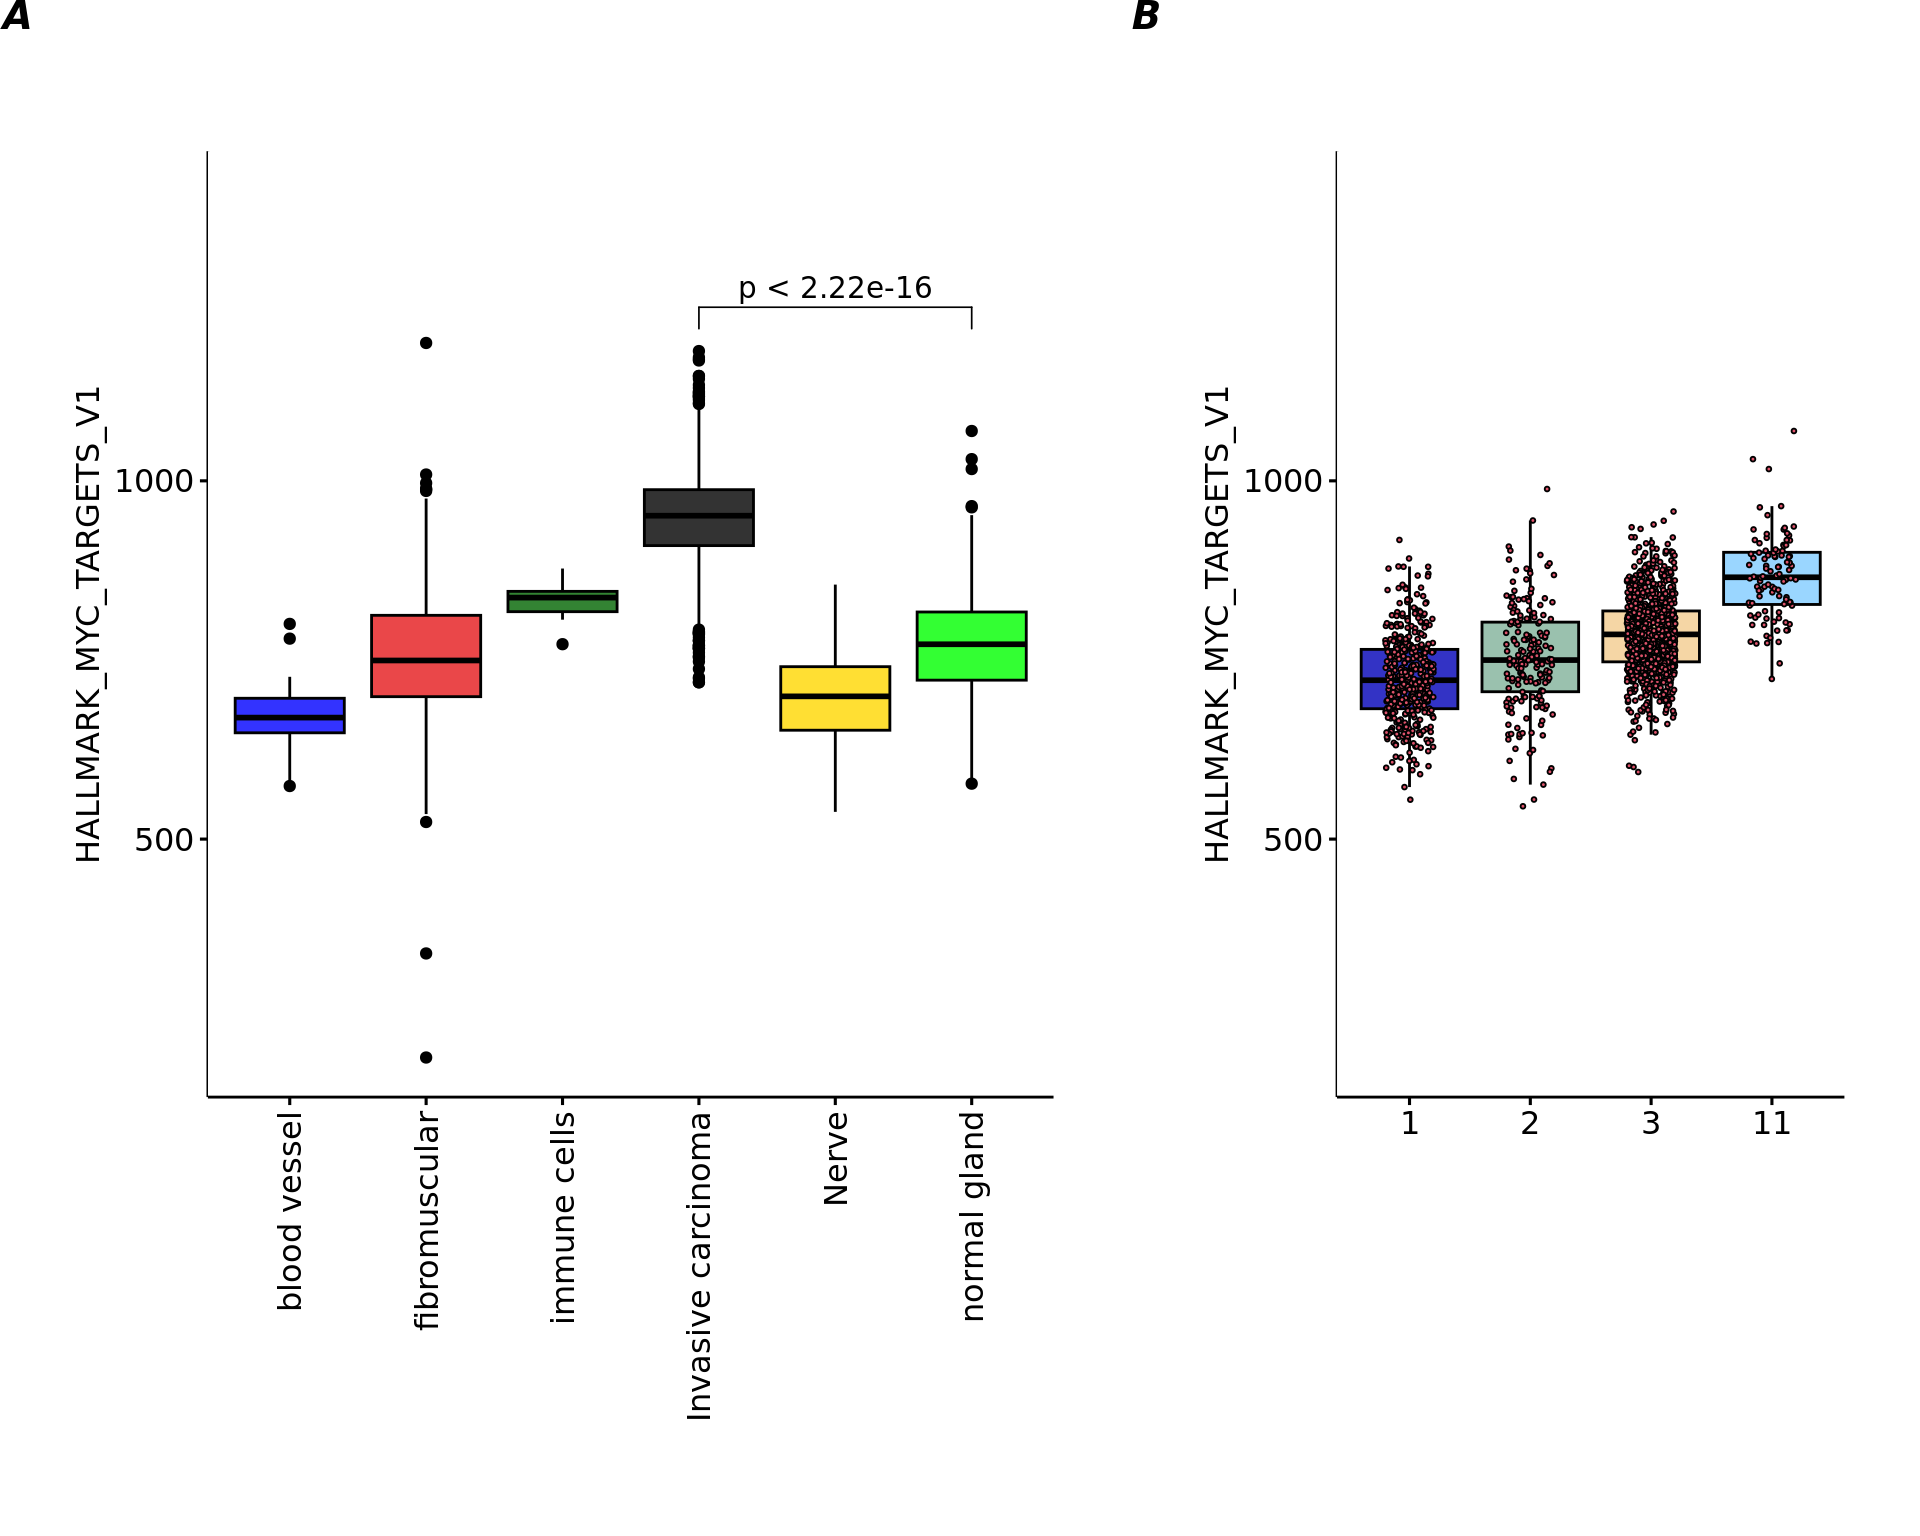 A
B
p < 2.22e-16
HALLMARK_MYC_TARGETS_V1
1000
500
blood vessel
fibromuscular
immune cells
Invasive carcinoma
Nerve
normal gland
HALLMARK_MYC_TARGETS_V1
1000
500
1
2
3
11